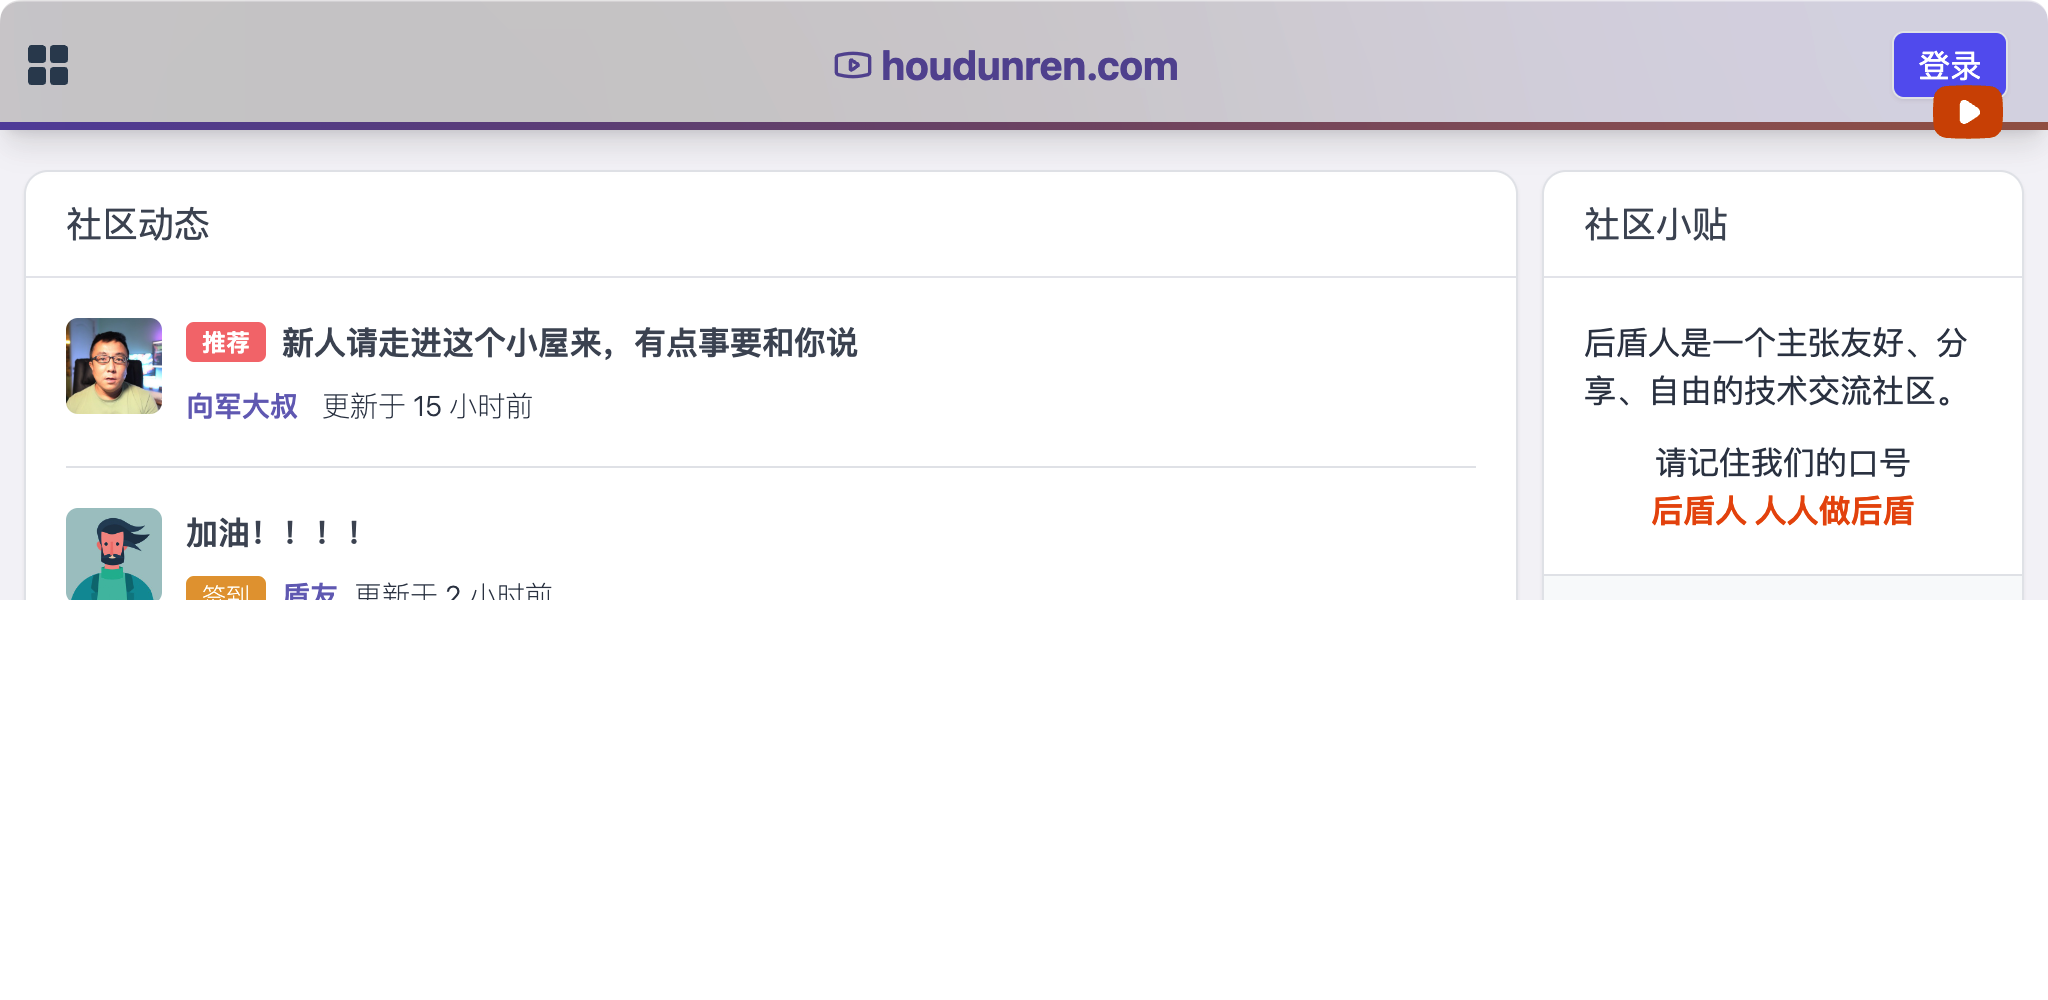 houdunren.com
登录
社区动态
推荐 新人请走进这个小屋来，有点事要和你说
向军大叔 更新于 15 小时前
加油！！！！
签到 盾友 更新于 2 小时前
社区小贴
后盾人是一个主张友好、分
享、自由的技术交流社区。
请记住我们的口号
后盾人 人人做后盾